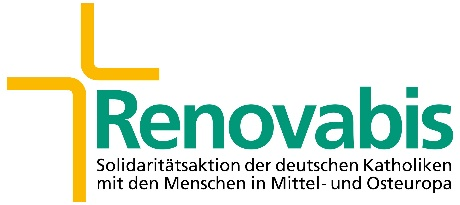 Renovabis
Solidaritätsaktion der deutschen Katholiken
mit den Menschen in Mittel- und Osteuropa